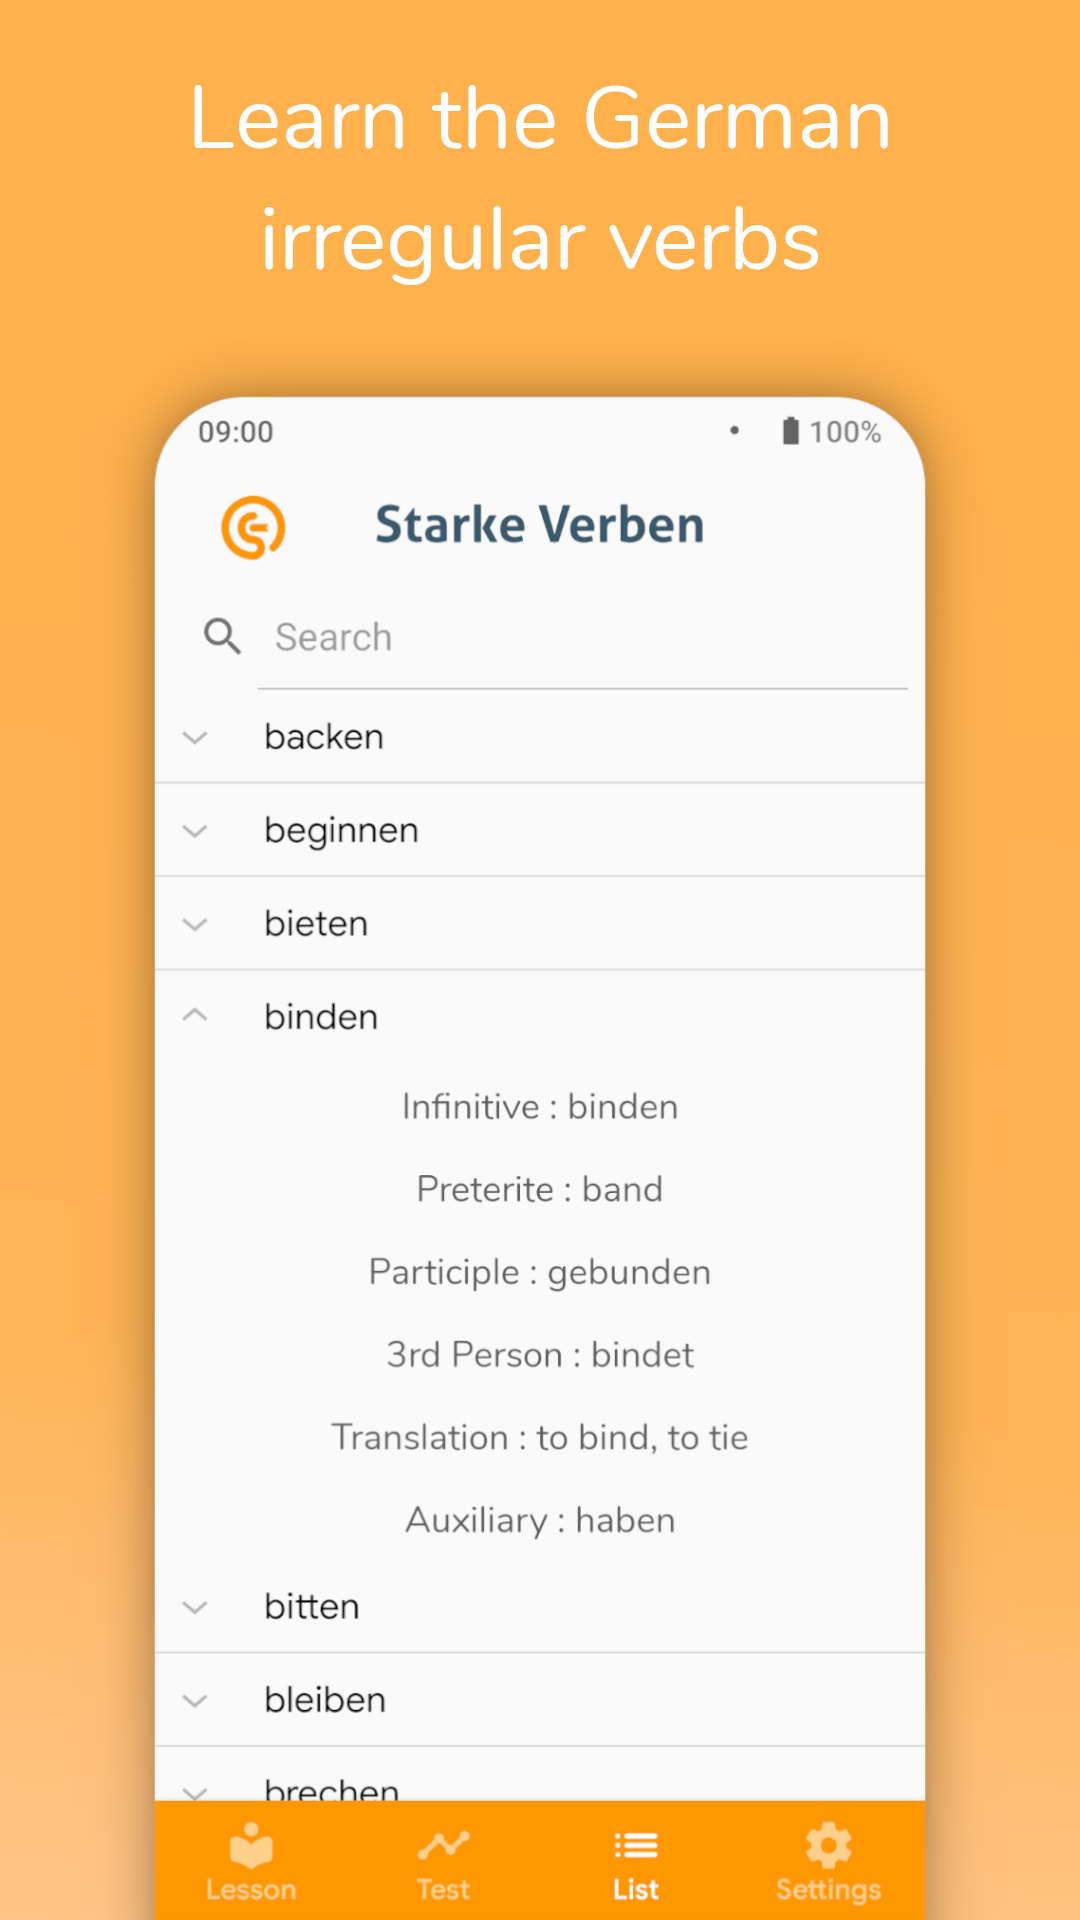 Learn the German
irregular verbs
09:00
100%
Starke Verben
Search
backen
beginnen
bieten
binden
Infinitive : binden
Preterite : band
Participle : gebunden
3rd Person : bindet
Translation : to bind, to tie
Auxiliary : haben
bitten
bleiben
brechen
Lesson
Test
List
Settings